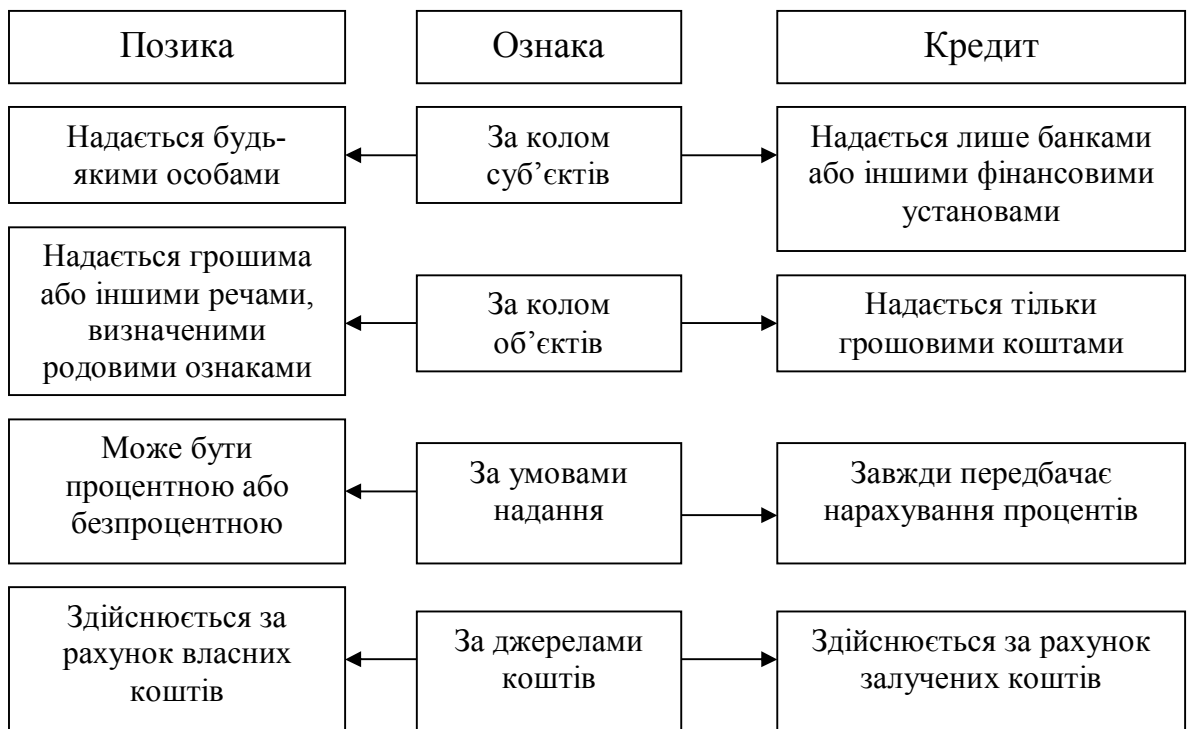 Позика
Ознака
Кредит
Надається будь-
якими особами
За колом
суб’єктів
Надається лише банками
або іншими фінансовими
установами
Надається грошима
або іншими речами,
визначеними
родовими ознаками
За колом
об’єктів
Надається тільки
грошовими коштами
Може бути
процентною або
безпроцентною
За умовами
надання
Завжди передбачає
нарахування процентів
Здійснюється за
рахунок власних
коштів
За джерелами
коштів
Здійснюється за рахунок
залучених коштів